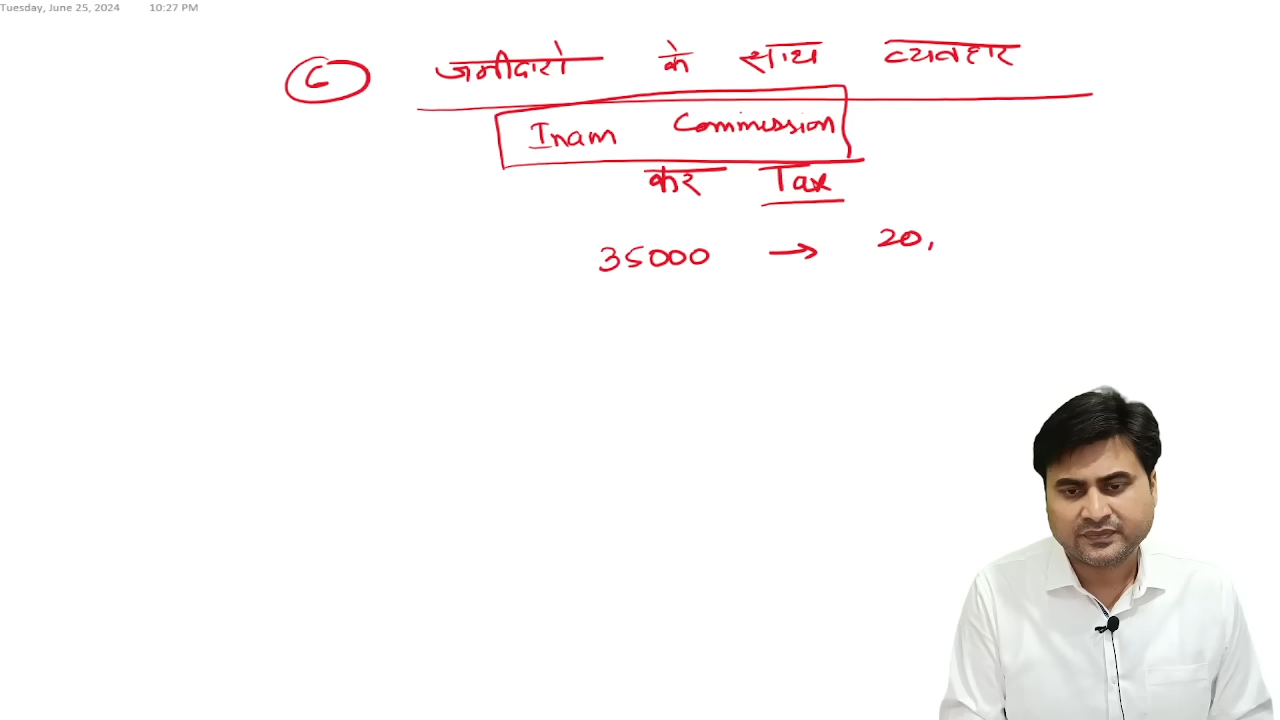 Tuesday, June 25, 2024 10:27 PM
6 जमीदारो के साथ व्यवहार
Inam Commission
कर Tax
35000 → 20,